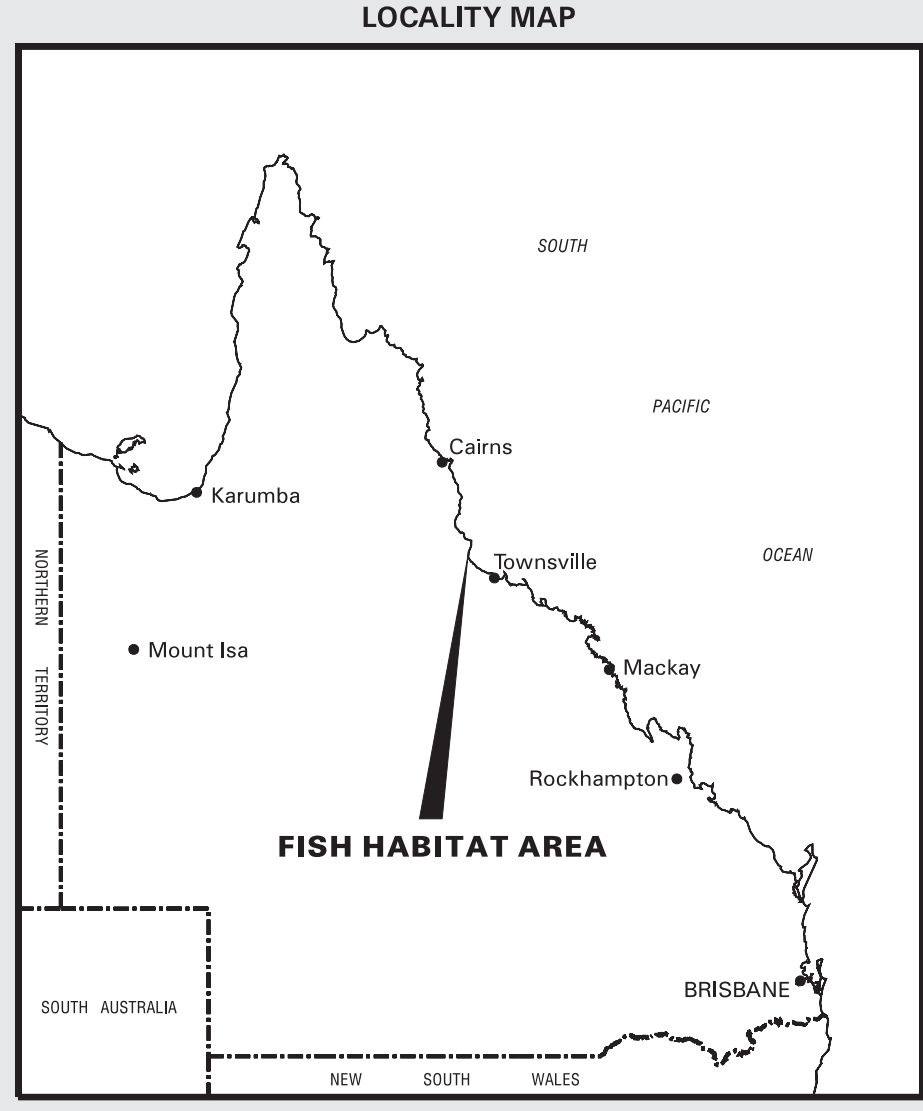 LOCALITY MAP
SOUTH
PACIFIC
OCEAN
Cairns
Karumba
Townsville
NORTHERN TERRITORY
Mount Isa
Mackay
Rockhampton
FISH HABITAT AREA
BRISBANE
SOUTH AUSTRALIA
NEW SOUTH WALES